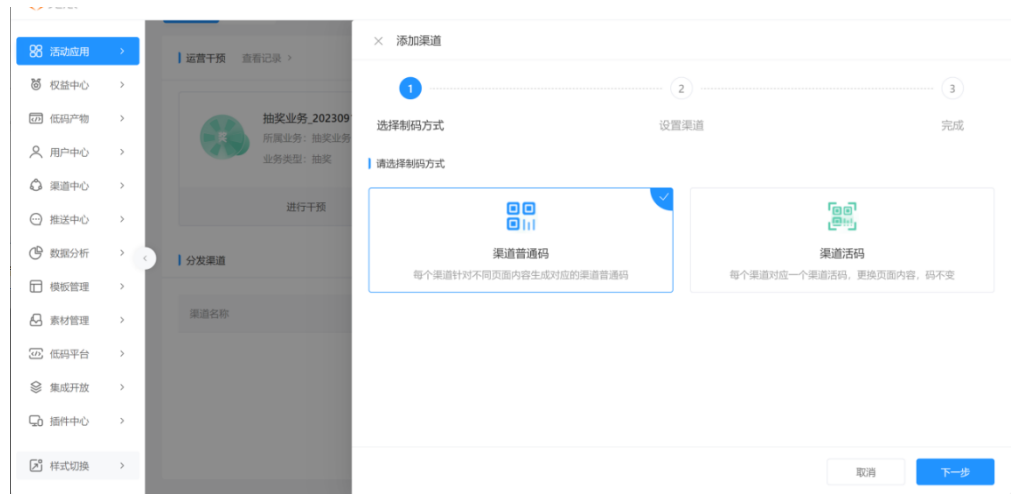 添加渠道
活动应用
运营干预 查看记录
1
2
3
权益中心
选择制码方式
设置渠道
完成
低码产物
抽奖业务_202309
所属业务：抽奖业务
业务类型：抽奖
用户中心
请选择制码方式
渠道中心
进行干预
推送中心
渠道普通码
每个渠道针对不同页面内容生成对应的渠道普通码
渠道活码
每个渠道对应一个渠道活码，更换页面内容，码不变
数据分析
分发渠道
模板管理
渠道名称
素材管理
低码平台
集成开放
插件中心
样式切换
取消
下一步